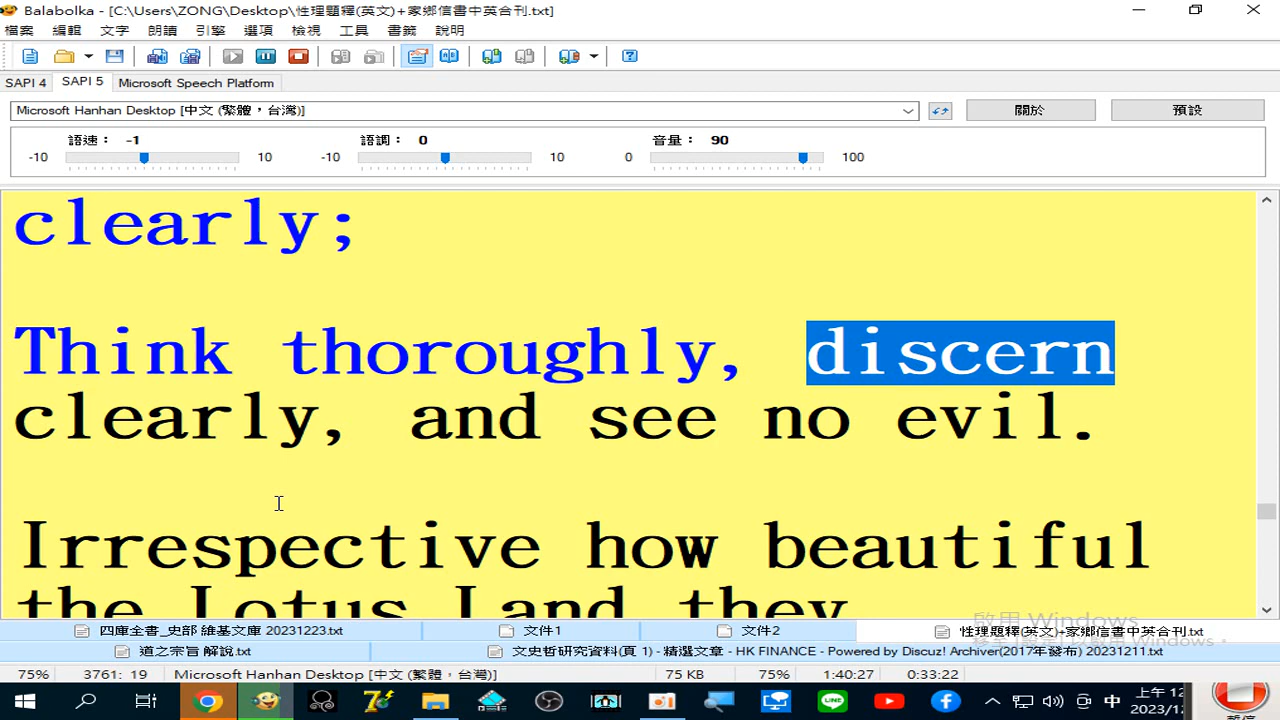 Balabolka - [C:\Users\ZONG\Desktop\性理題釋(英文)+家鄉信書中英合刊.txt]
檔案 編輯 文字 朗讀 引擎 選項 檢視 工具 書籤 說明
SAPI 4 SAPI 5 Microsoft Speech Platform
Microsoft Hanhan Desktop [中文 (繁體，台灣)] 關於 預設
語速： -1 語調： 0 音量： 90
-10 10 -10 10 0 100
clearly;
Think thoroughly, discern
clearly, and see no evil.
Irrespective how beautiful
the Lotus Land they
啟用 Windows
四庫全書_史部 維基文庫 20231223.txt 文件1 文件2 性理題釋(英文)+家鄉信書中英合刊.txt
道之宗旨 解說.txt 文史哲研究資料(頁 1) - 精選文章 - HK FINANCE - Powered by Discuz! Archiver(2017年發布) 20231211.txt
75% 3761: 19 Microsoft Hanhan Desktop [中文 (繁體，台灣)] 75 KB 75% 1:40:27 0:33:22
中 上午 12
2023/12